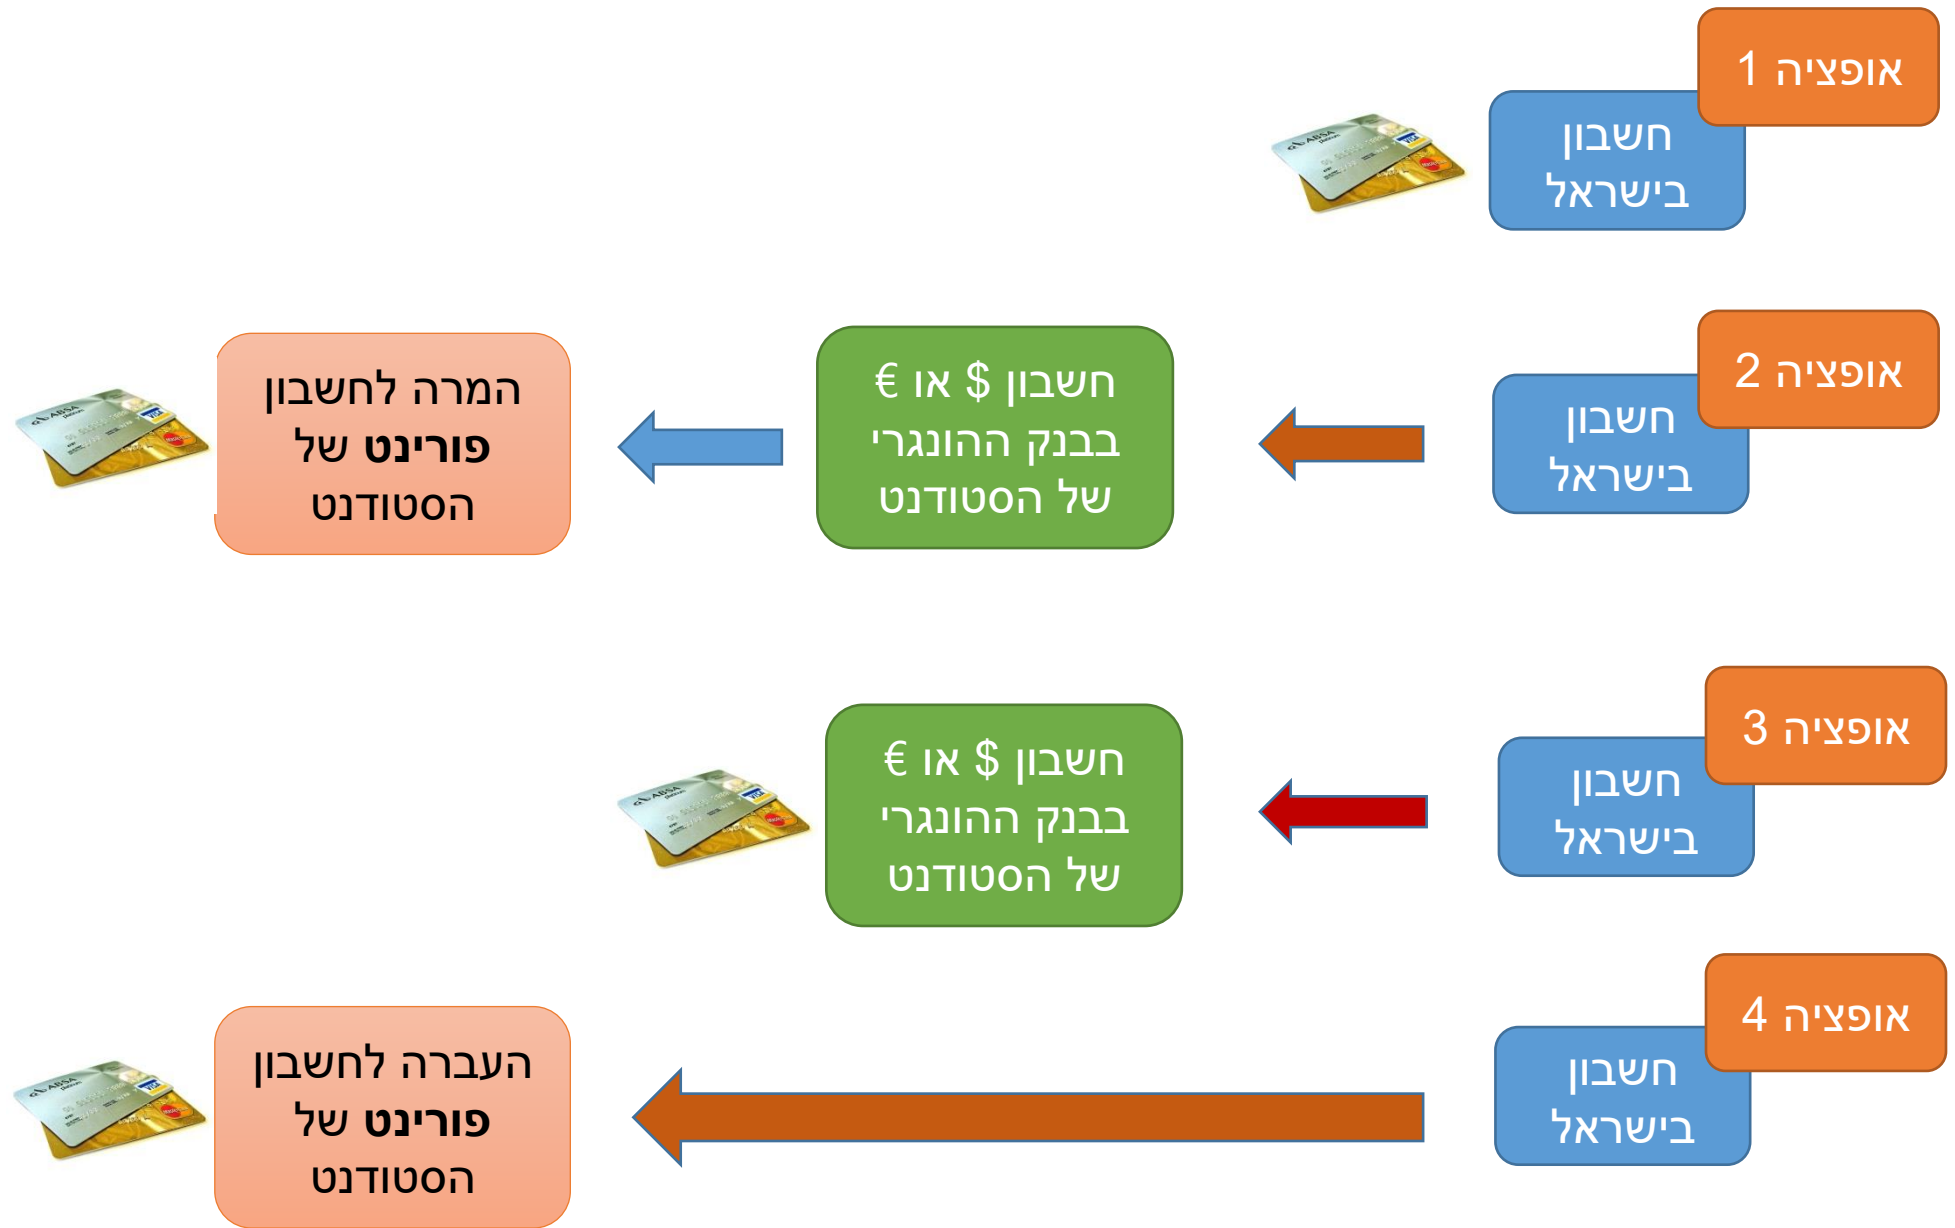 אופציה 1
חשבון
בישראל
אופציה 2
חשבון
בישראל
חשבון $ או €
בבנק ההונגרי
של הסטודנט
המרה לחשבון
פורינט של
הסטודנט
אופציה 3
חשבון
בישראל
חשבון $ או €
בבנק ההונגרי
של הסטודנט
אופציה 4
חשבון
בישראל
העברה לחשבון
פורינט של
הסטודנט